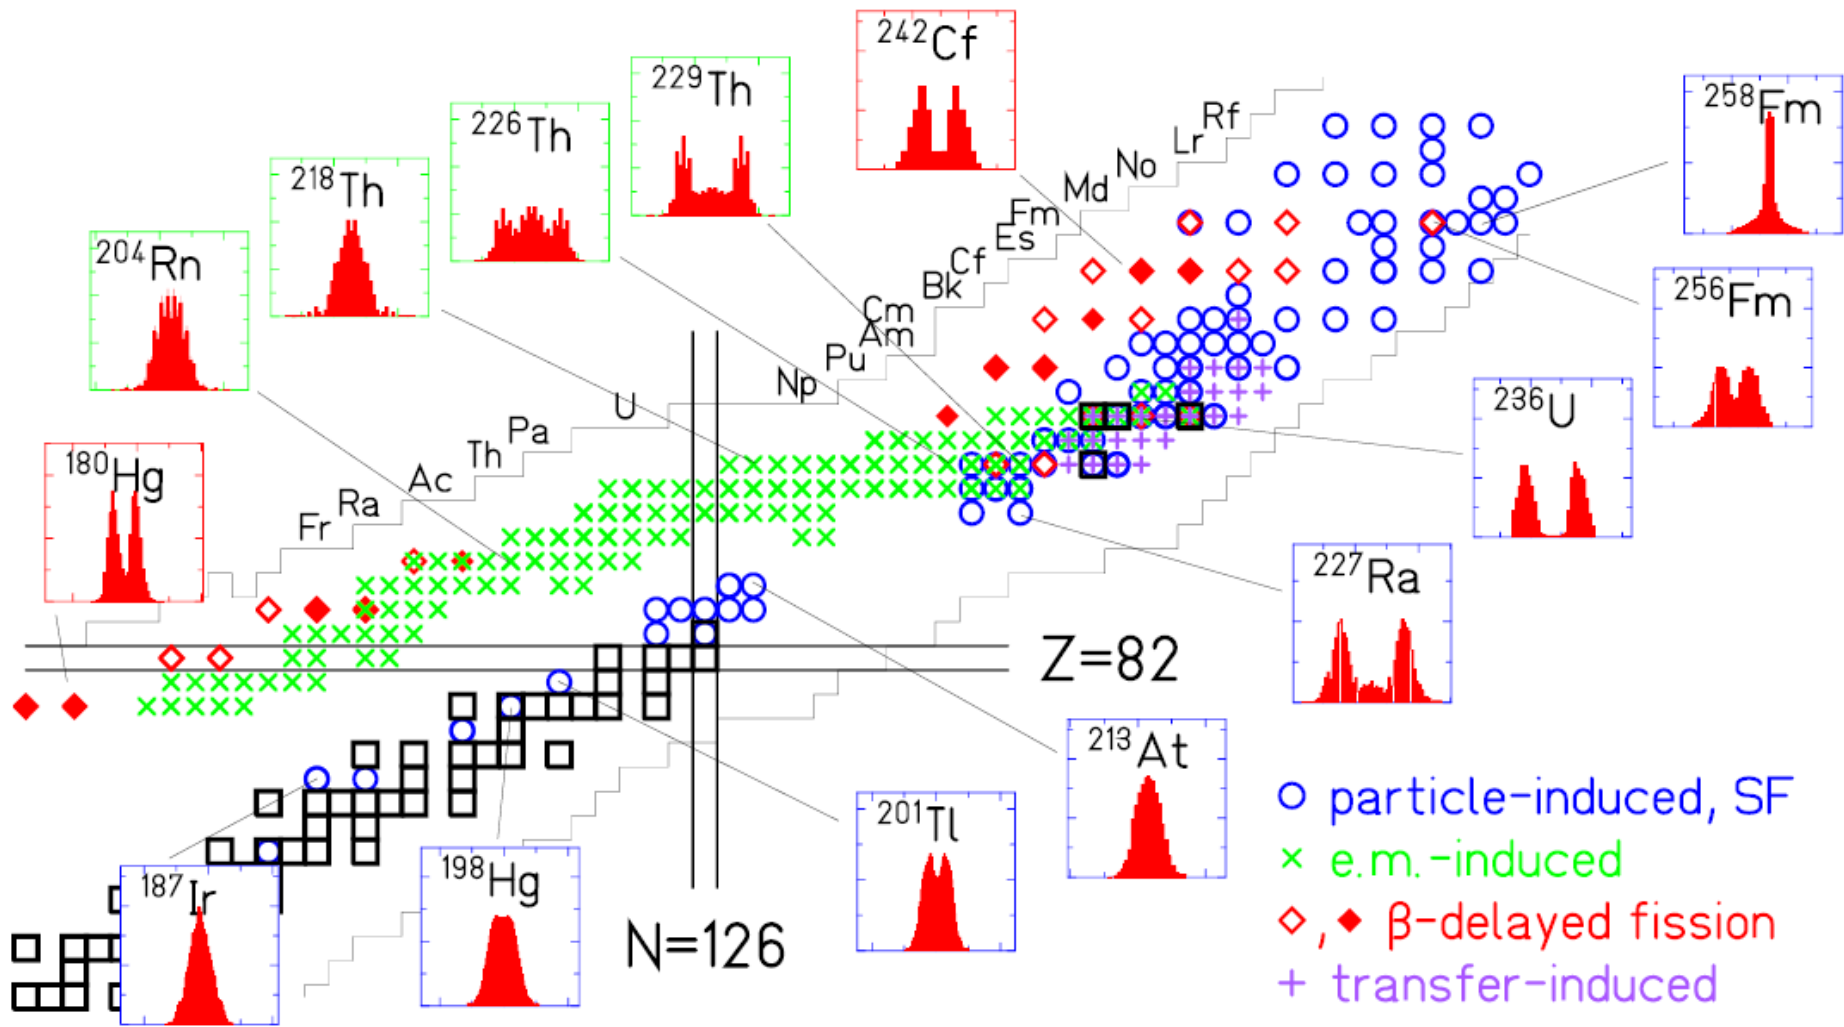 ²⁴²Cf
²²⁹Th
²²⁶Th
²⁵⁸Fm
²¹⁸Th
²⁰⁴Rn
²⁵⁶Fm
¹⁸⁰Hg
²³⁶U
²²⁷Ra
²¹³At
²⁰¹Tl
¹⁹⁸Hg
¹⁸⁷Ir
Rf
Lr
No
Md
Fm
Es
Cf
Bk
Cm
Am
Pu
Np
U
Pa
Th
Ac
Ra
Fr
Z=82
N=126
particle-induced, SF
e.m.-induced
, β-delayed fission
transfer-induced